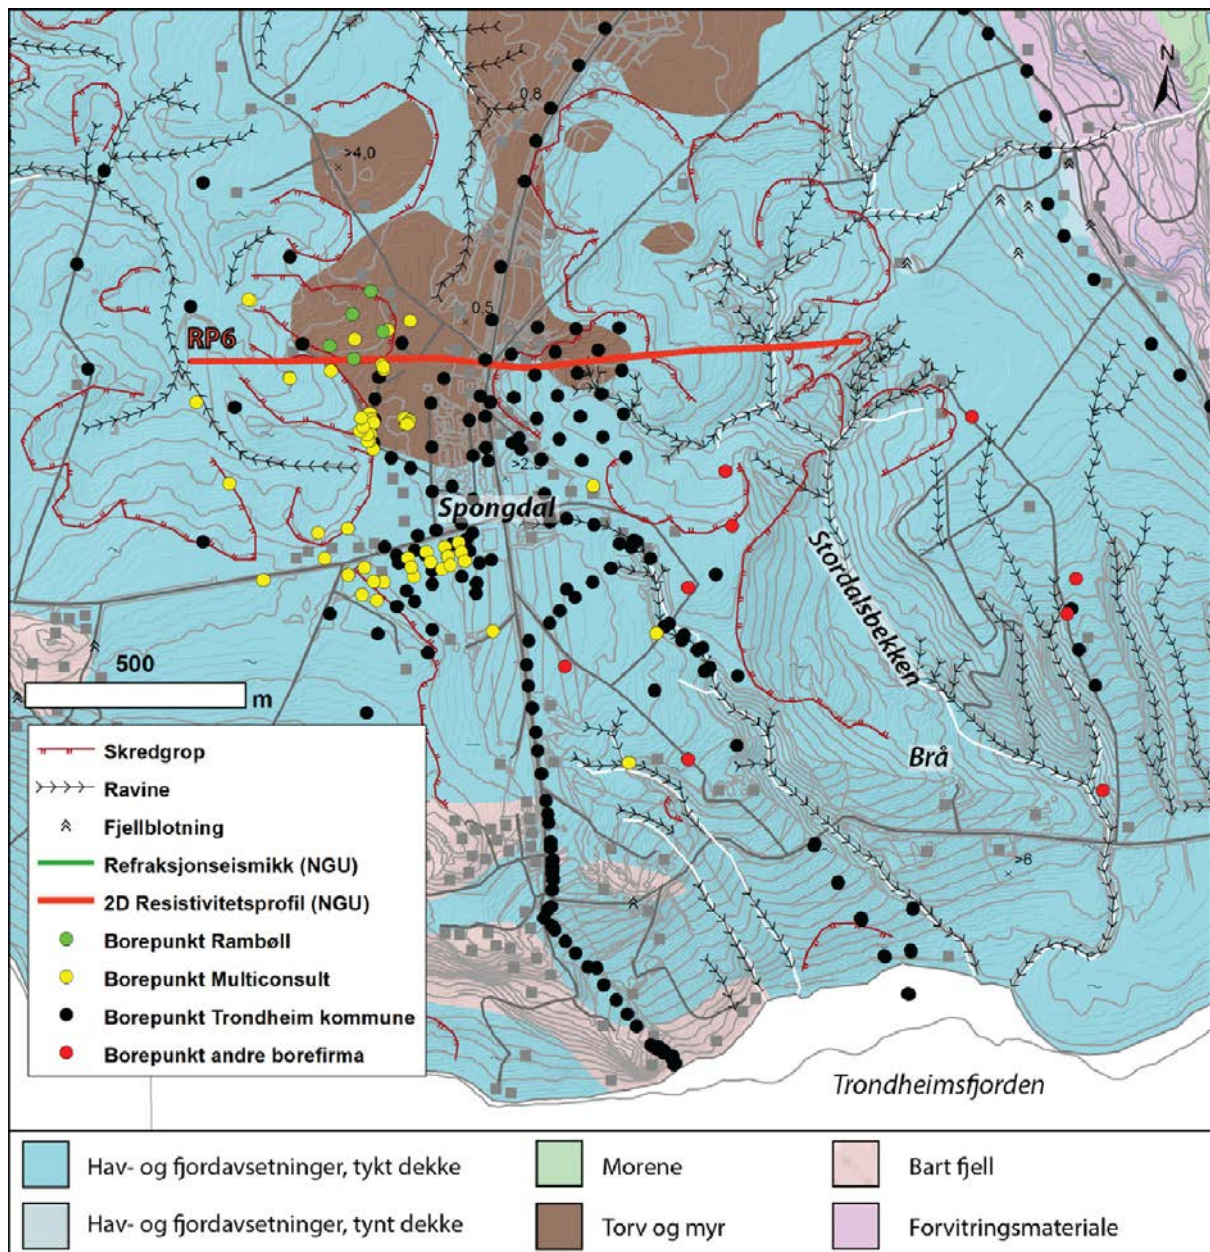 N
0,8
>4,0
0,5
RP6
>2.0
Spongdal
Stordalsbekken
500
m
Brå
>6
Skredgrop
Ravine
Fjellblotning
Refraksjonseismikk (NGU)
2D Resistivitetsprofil (NGU)
Borepunkt Rambøll
Borepunkt Multiconsult
Borepunkt Trondheim kommune
Borepunkt andre borefirma
Trondheimsfjorden
Hav- og fjordavsetninger, tykt dekke
Morene
Bart fjell
Hav- og fjordavsetninger, tynt dekke
Torv og myr
Forvitringsmateriale